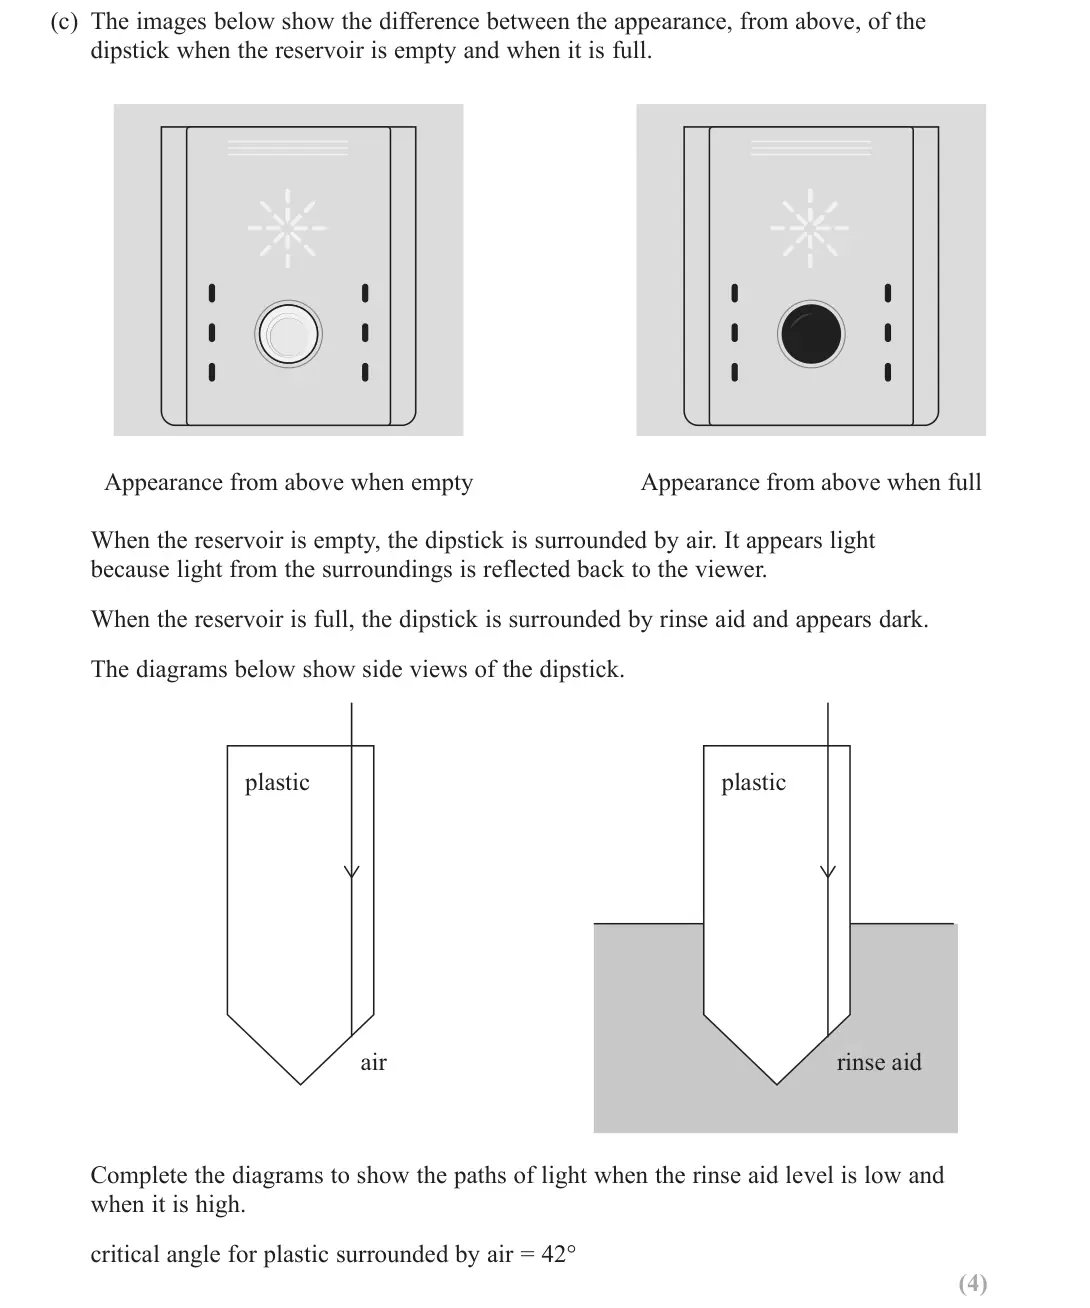 (c) The images below show the difference between the appearance, from above, of the
dipstick when the reservoir is empty and when it is full.
Appearance from above when empty
Appearance from above when full
When the reservoir is empty, the dipstick is surrounded by air. It appears light
because light from the surroundings is reflected back to the viewer.
When the reservoir is full, the dipstick is surrounded by rinse aid and appears dark.
The diagrams below show side views of the dipstick.
plastic
plastic
air
rinse aid
Complete the diagrams to show the paths of light when the rinse aid level is low and
when it is high.
critical angle for plastic surrounded by air = 42°
(4)